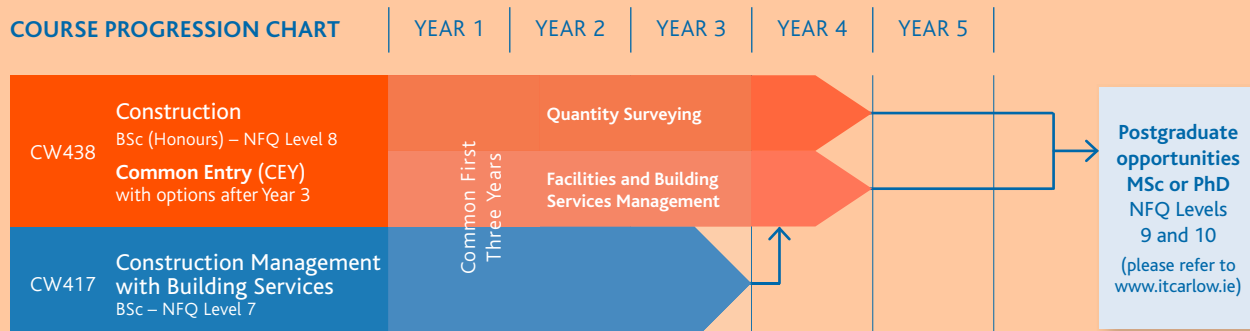 COURSE PROGRESSION CHART
YEAR 1
YEAR 2
YEAR 3
YEAR 4
YEAR 5
CW438
Construction
BSc (Honours) – NFQ Level 8
Common Entry (CEY)
with options after Year 3
Common First
Three Years
Quantity Surveying
Facilities and Building
Services Management
CW417
Construction Management
with Building Services
BSc – NFQ Level 7
Postgraduate
opportunities
MSc or PhD
NFQ Levels
9 and 10
(please refer to
www.itcarlow.ie)